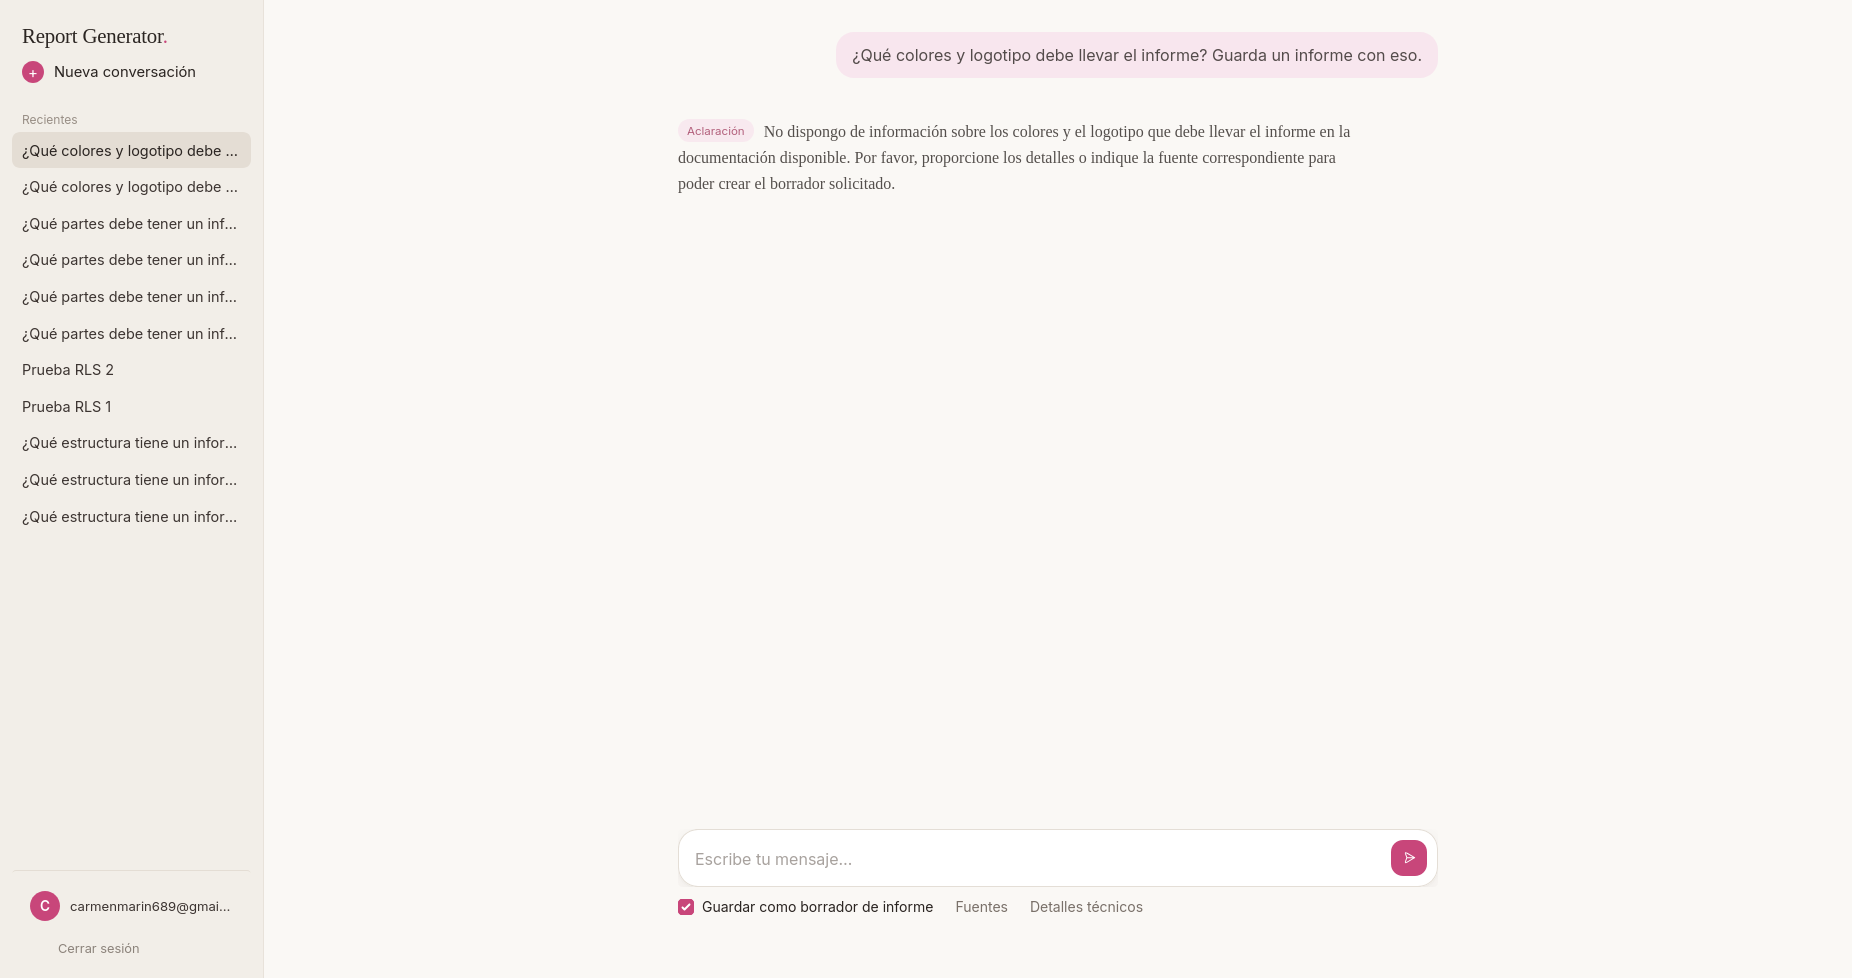 Report Generator.
+ Nueva conversación
Recientes
¿Qué colores y logotipo debe ...
¿Qué colores y logotipo debe ...
¿Qué partes debe tener un inf...
¿Qué partes debe tener un inf...
¿Qué partes debe tener un inf...
¿Qué partes debe tener un inf...
Prueba RLS 2
Prueba RLS 1
¿Qué estructura tiene un infor...
¿Qué estructura tiene un infor...
¿Qué estructura tiene un infor...
C carmenmarin689@gmai...
Cerrar sesión
¿Qué colores y logotipo debe llevar el informe? Guarda un informe con eso.
Aclaración No dispongo de información sobre los colores y el logotipo que debe llevar el informe en la
documentación disponible. Por favor, proporcione los detalles o indique la fuente correspondiente para
poder crear el borrador solicitado.
Escribe tu mensaje...
Guardar como borrador de informe Fuentes Detalles técnicos